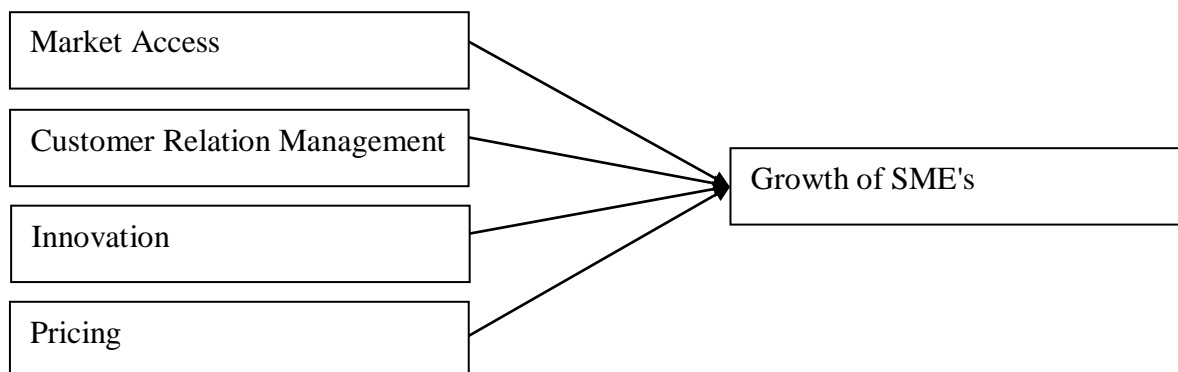 Market Access
Customer Relation Management
Growth of SME's
Innovation
Pricing